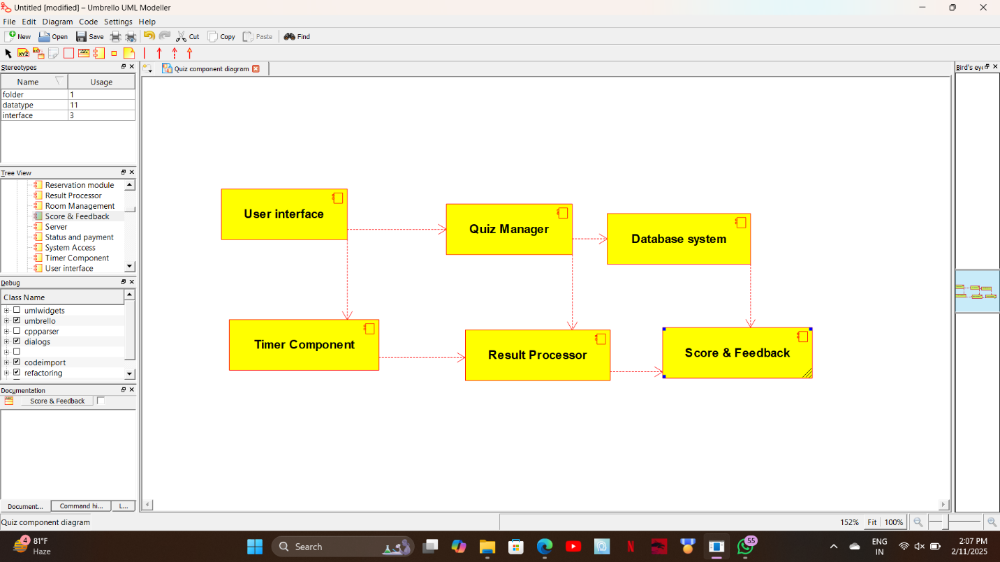 Untitled [modified] – Umbrello UML Modeller
File Edit Diagram Code Settings Help
New Open Save Cut Copy Paste Find
XYZ
Stereotypes
Name Usage
folder 1
datatype 11
interface 3
Tree View
Reservation module
Result Processor
Room Management
Score & Feedback
Server
Status and payment
System Access
Timer Component
User interface
Debug
Class Name
umlwidgets
umbrello
cppparser
dialogs
codeimport
refactoring
Documentation
Score & Feedback
Document... Command hi... L...
Quiz component diagram
User interface
Quiz Manager
Database system
Timer Component
Result Processor
Score & Feedback
Bird's eye
Quiz component diagram
152% Fit 100%
4
81°F
Haze
Search
55
ENG
IN
2:07 PM
2/11/2025